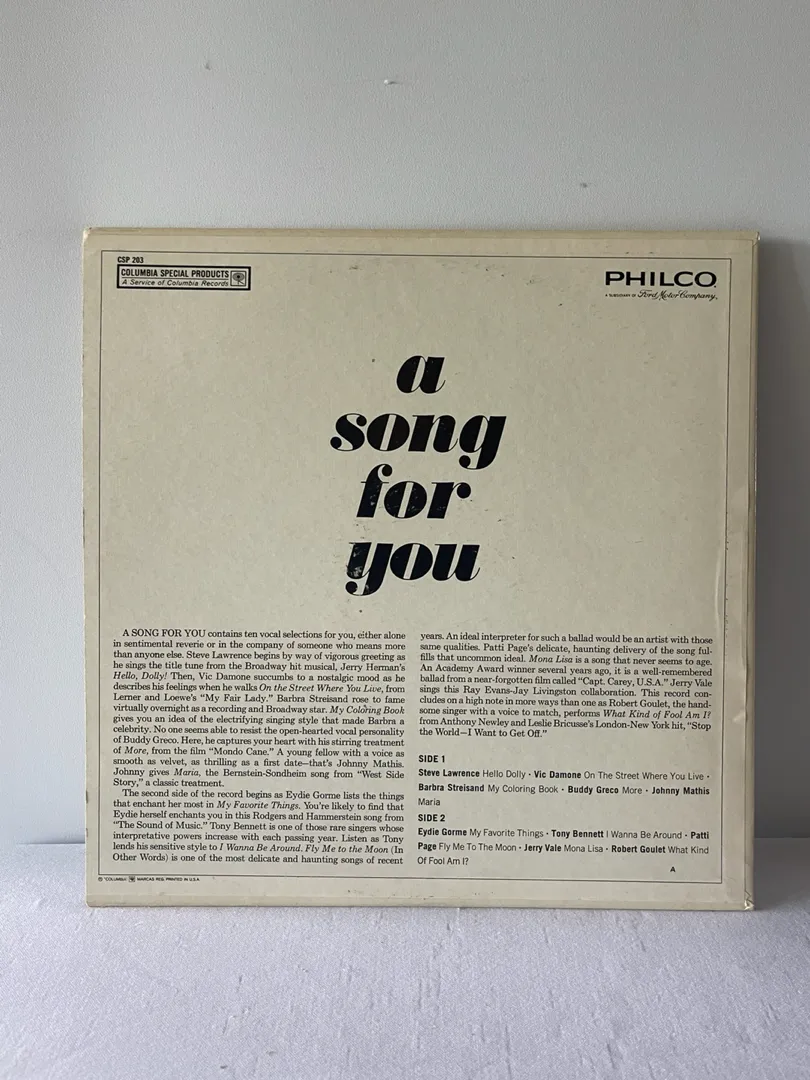 CSP 203
COLUMBIA SPECIAL PRODUCTS
A Service of Columbia Records
PHILCO
A SUBSIDIARY OF Ford Motor Company,
a
song
for
you
A SONG FOR YOU contains ten vocal selections for you, either alone
in sentimental reverie or in the company of someone who means more
than anyone else. Steve Lawrence begins by way of vigorous greeting as
he sings the title tune from the Broadway hit musical, Jerry Herman's
Hello, Dolly! Then, Vic Damone succumbs to a nostalgic mood as he
describes his feelings when he walks On the Street Where You Live, from
Lerner and Loewe's "My Fair Lady." Barbra Streisand rose to fame
virtually overnight as a recording and Broadway star. My Coloring Book
gives you an idea of the electrifying singing style that made Barbra a
celebrity. No one seems able to resist the open-hearted vocal personality
of Buddy Greco. Here, he captures your heart with his stirring treatment
of More, from the film "Mondo Cane." A young fellow with a voice as
smooth as velvet, as thrilling as a first date—that's Johnny Mathis.
Johnny gives Maria, the Bernstein-Sondheim song from "West Side
Story," a classic treatment.
The second side of the record begins as Eydie Gorme lists the things
that enchant her most in My Favorite Things. You're likely to find that
Eydie herself enchants you in this Rodgers and Hammerstein song from
"The Sound of Music." Tony Bennett is one of those rare singers whose
interpretative powers increase with each passing year. Listen as Tony
lends his sensitive style to I Wanna Be Around. Fly Me to the Moon (In
Other Words) is one of the most delicate and haunting songs of recent
years. An ideal interpreter for such a ballad would be an artist with those
same qualities. Patti Page's delicate, haunting delivery of the song ful-
fills that uncommon ideal. Mona Lisa is a song that never seems to age.
An Academy Award winner several years ago, it is a well-remembered
ballad from a near-forgotten film called "Capt. Carey, U.S.A." Jerry Vale
sings this Ray Evans-Jay Livingston collaboration. This record con-
cludes on a high note in more ways than one as Robert Goulet, the hand-
some singer with a voice to match, performs What Kind of Fool Am I?
from Anthony Newley and Leslie Bricusse's London-New York hit, "Stop
the World—I Want to Get Off."
SIDE 1
Steve Lawrence Hello Dolly • Vic Damone On The Street Where You Live •
Barbra Streisand My Coloring Book • Buddy Greco More • Johnny Mathis
Maria
SIDE 2
Eydie Gorme My Favorite Things • Tony Bennett I Wanna Be Around • Patti
Page Fly Me To The Moon • Jerry Vale Mona Lisa • Robert Goulet What Kind
Of Fool Am I?
A
® "COLUMBIA" MARCAS REG. PRINTED IN U.S.A.